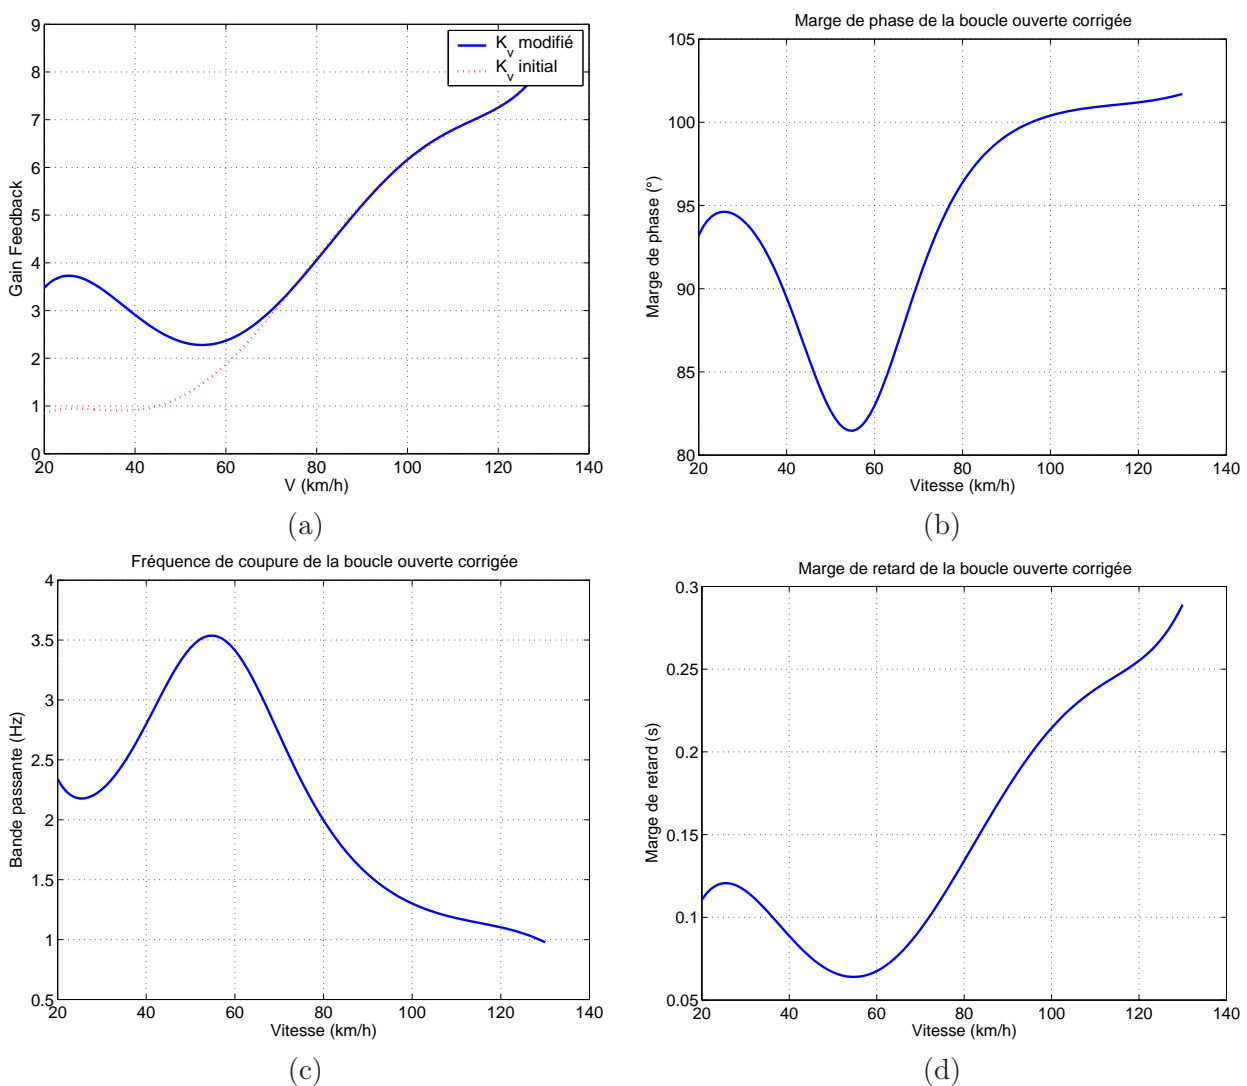 9
8
7
6
5
4
3
2
1
0
Gain Feedback
K_v modifié
K_v initial
20 40 60 80 100 120 140
V (km/h)
(a)
Marge de phase de la boucle ouverte corrigée
105
100
95
90
85
80
Marge de phase (°)
20 40 60 80 100 120 140
Vitesse (km/h)
(b)
Fréquence de coupure de la boucle ouverte corrigée
4
3.5
3
2.5
2
1.5
1
0.5
Bande passante (Hz)
20 40 60 80 100 120 140
Vitesse (km/h)
(c)
Marge de retard de la boucle ouverte corrigée
0.3
0.25
0.2
0.15
0.1
0.05
Marge de retard (s)
20 40 60 80 100 120 140
Vitesse (km/h)
(d)